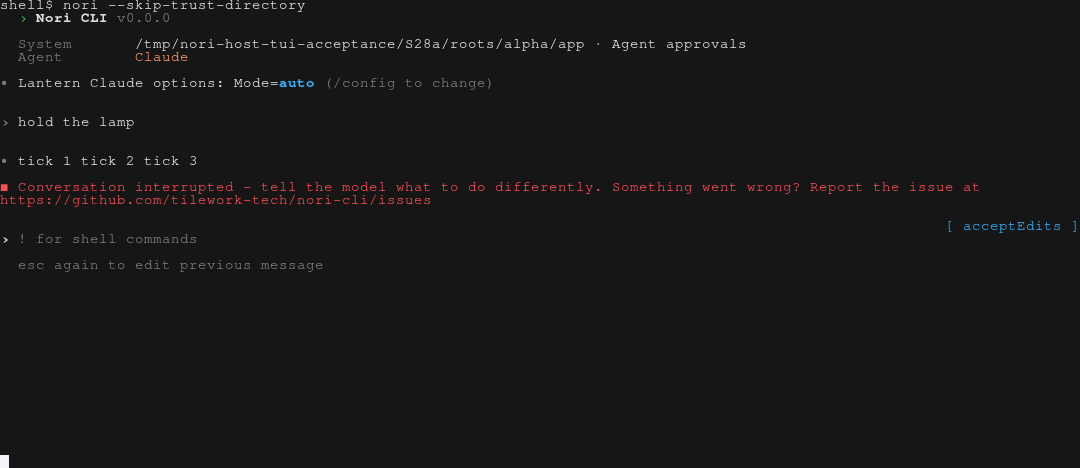 shell$ nori --skip-trust-directory
› Nori CLI v0.0.0
System /tmp/nori-host-tui-acceptance/S28a/roots/alpha/app · Agent approvals
Agent Claude
• Lantern Claude options: Mode=auto (/config to change)
› hold the lamp
• tick 1 tick 2 tick 3
■ Conversation interrupted - tell the model what to do differently. Something went wrong? Report the issue at
https://github.com/tilework-tech/nori-cli/issues
[ acceptEdits ]
› ! for shell commands
esc again to edit previous message